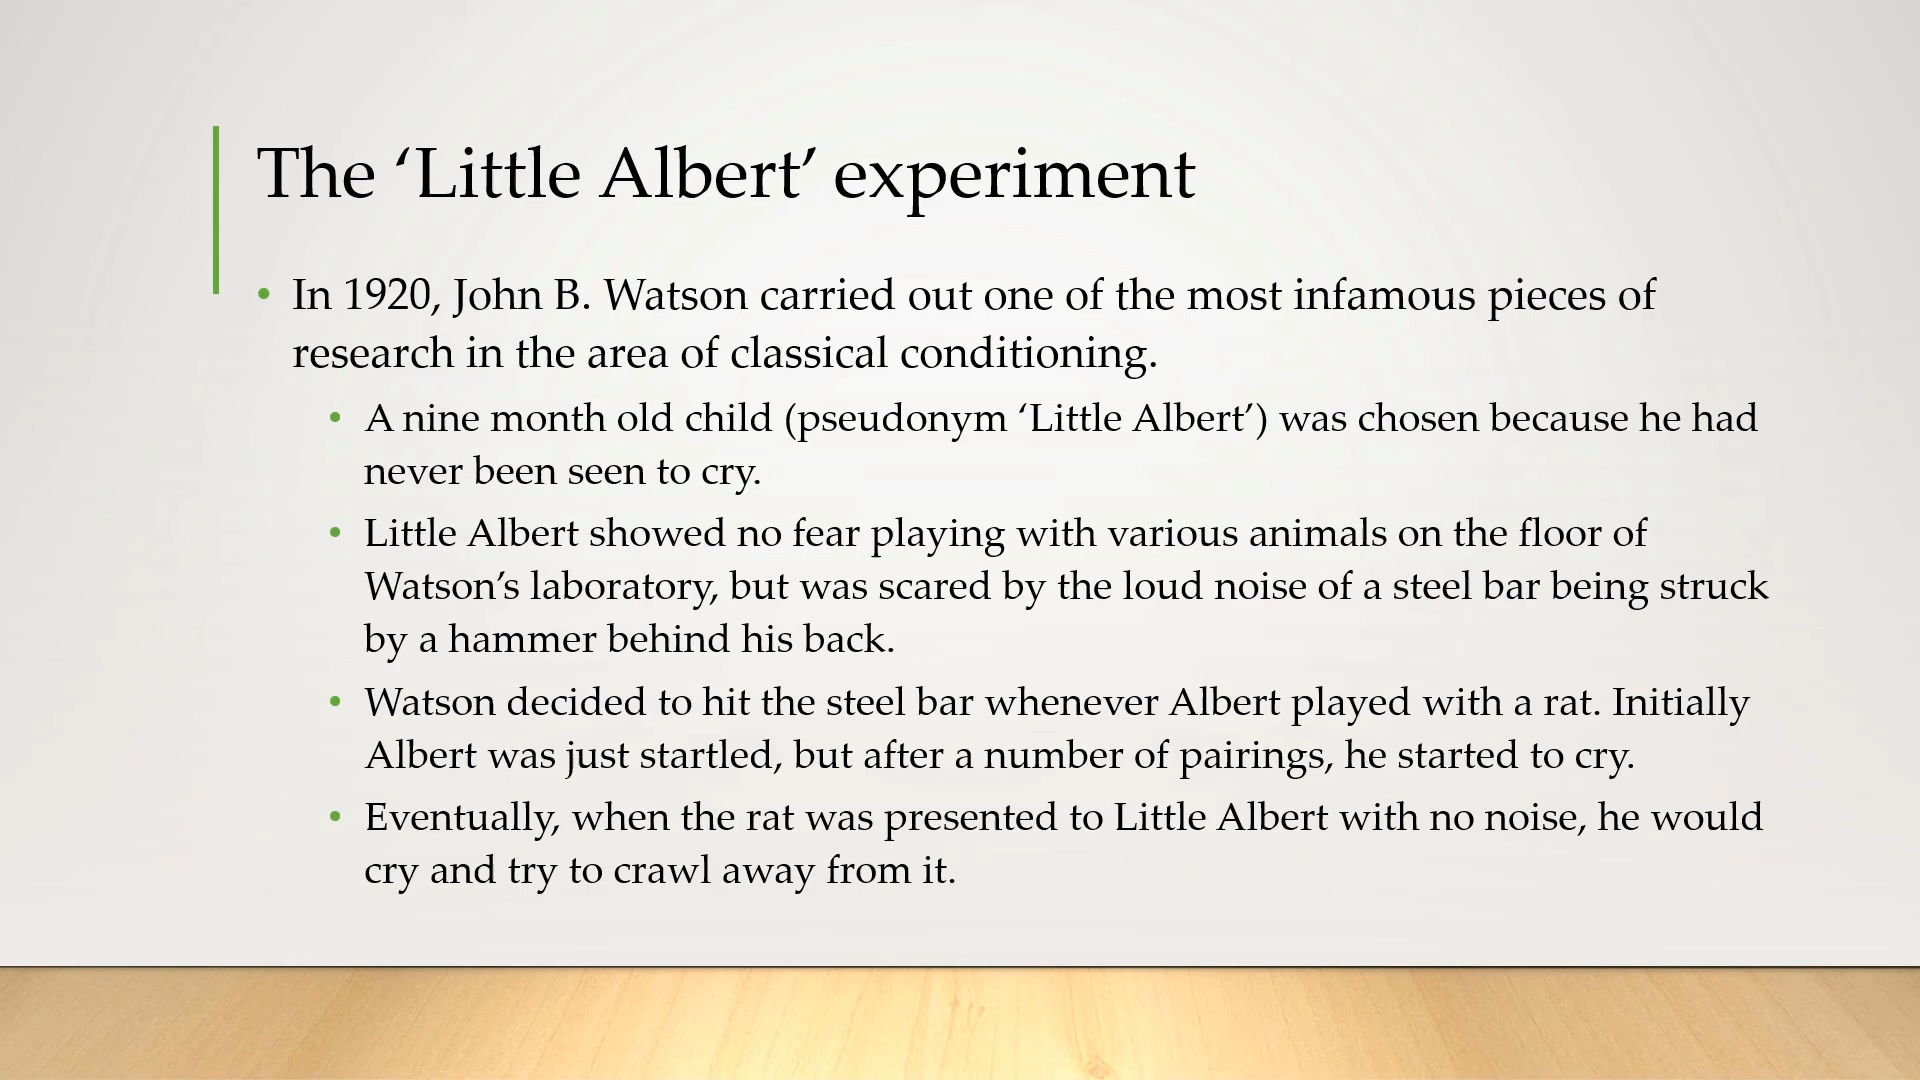 The ‘Little Albert’ experiment
• In 1920, John B. Watson carried out one of the most infamous pieces of
research in the area of classical conditioning.
• A nine month old child (pseudonym ‘Little Albert’) was chosen because he had
never been seen to cry.
• Little Albert showed no fear playing with various animals on the floor of
Watson’s laboratory, but was scared by the loud noise of a steel bar being struck
by a hammer behind his back.
• Watson decided to hit the steel bar whenever Albert played with a rat. Initially
Albert was just startled, but after a number of pairings, he started to cry.
• Eventually, when the rat was presented to Little Albert with no noise, he would
cry and try to crawl away from it.